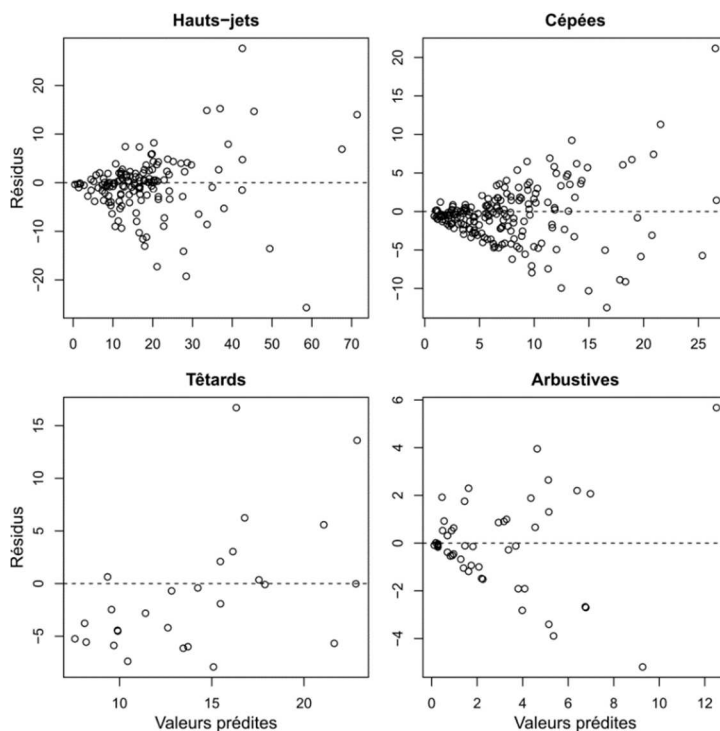 Hauts−jets
Cépées
Résidus
−20 −10 0 10 20
−10 −5 0 5 10 15 20
0 10 20 30 40 50 60 70
0 5 10 15 20 25
Têtards
Arbustives
Résidus
−5 0 5 10 15
−4 −2 0 2 4 6
10 15 20
0 2 4 6 8 10 12
Valeurs prédites
Valeurs prédites